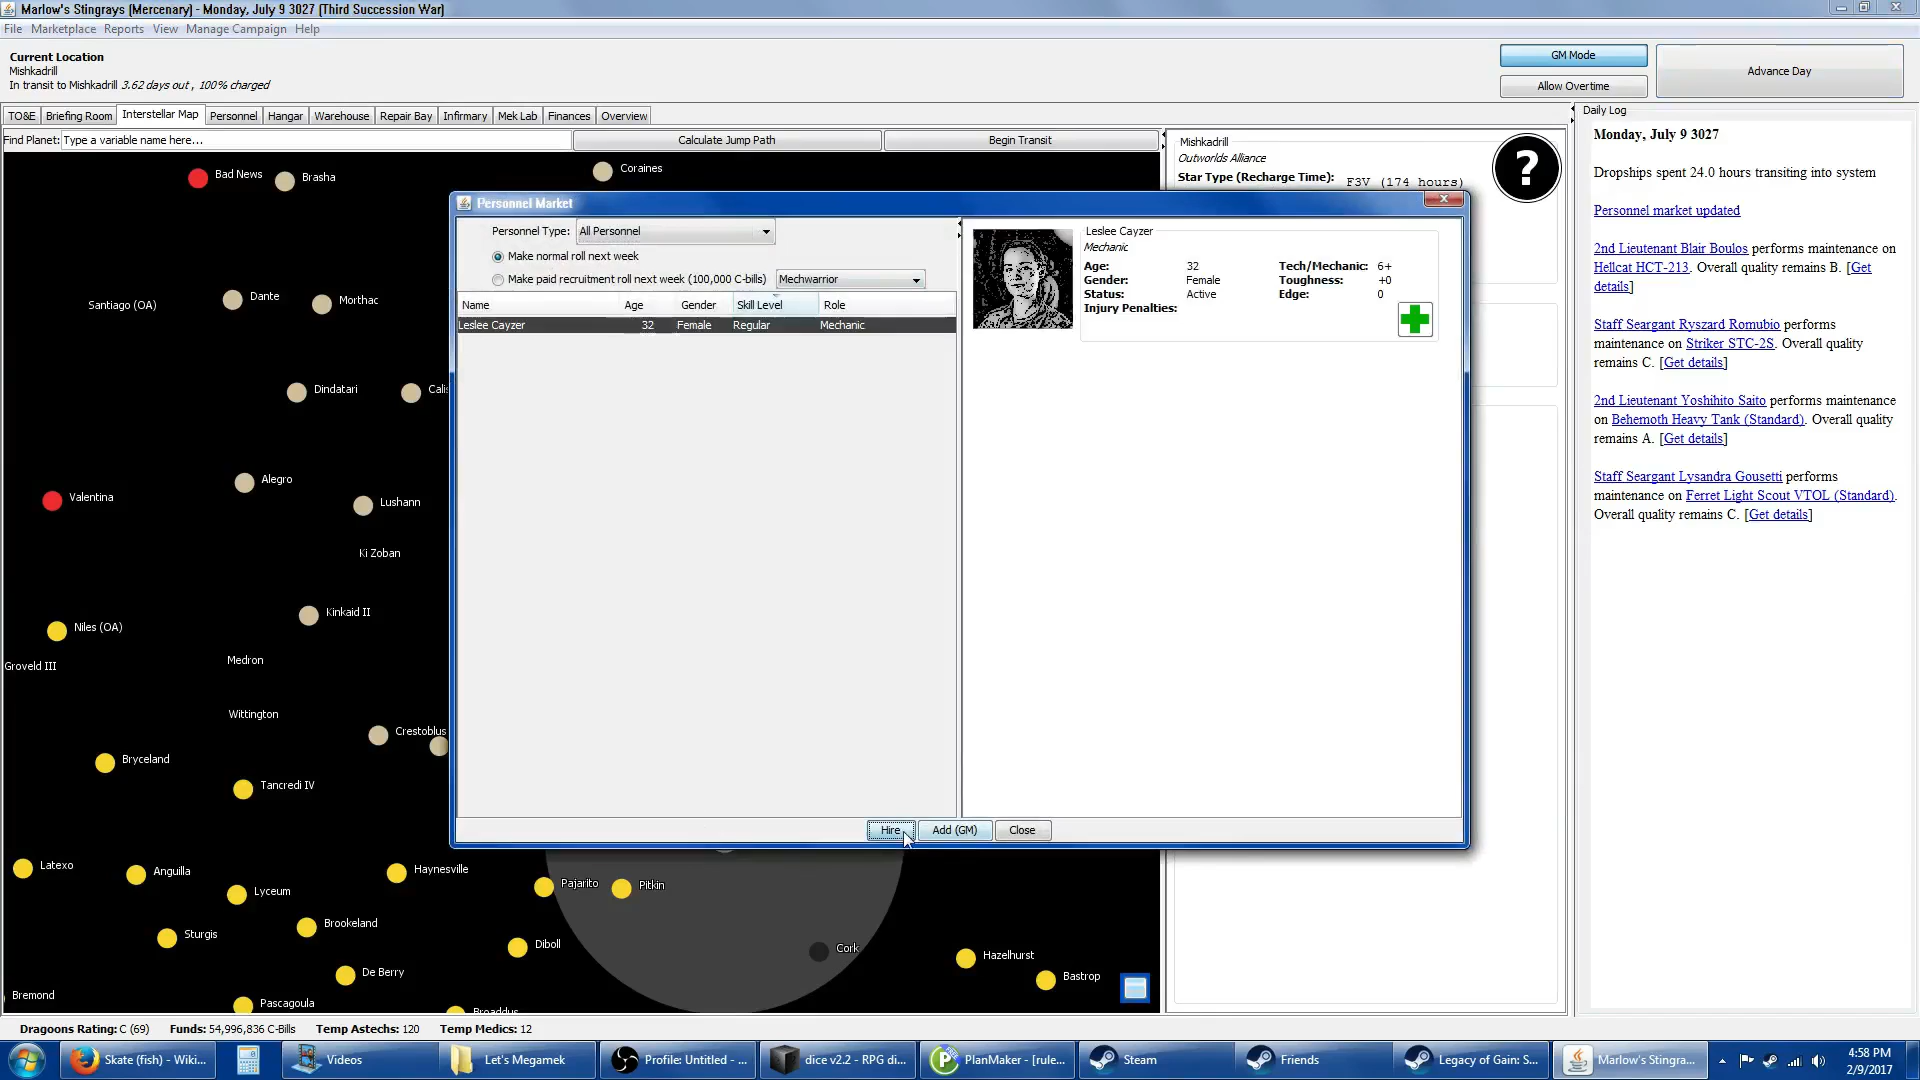 Marlow's Stingrays (Mercenary) - Monday, July 9 3027 (Third Succession War)
File Marketplace Reports View Manage Campaign Help
Current Location
Mishkadrill
In transit to Mishkadrill 3.62 days out , 100% charged
GM Mode
Allow Overtime
Advance Day
TO&E Briefing Room Interstellar Map Personnel Hangar Warehouse Repair Bay Infirmary Mek Lab Finances Overview
Find Planet: Type a variable name here...
Calculate Jump Path
Begin Transit
Bad News
Brasha
Coraines
Santiago (OA)
Dante
Morthac
Dindatari
Calis
Alegro
Valentina
Lushann
Ki Zoban
Kinkaid II
Niles (OA)
Groveld III
Medron
Wittington
Crestoblus
Bryceland
Tancredi IV
Latexo
Anguilla
Haynesville
Lyceum
Pajarito
Pitkin
Brookeland
Sturgis
Diboll
Cork
Hazelhurst
De Berry
Bastrop
Bremond
Pascagoula
Broaddus
Mishkadrill
Outworlds Alliance
Star Type (Recharge Time): F3V (174 hours)
?
Personnel Market
Personnel Type: All Personnel
Make normal roll next week
Make paid recruitment roll next week (100,000 C-bills) Mechwarrior
Name Age Gender Skill Level Role
Leslee Cayzer 32 Female Regular Mechanic
Leslee Cayzer
Mechanic
Age: 32 Tech/Mechanic: 6+
Gender: Female Toughness: +0
Status: Active Edge: 0
Injury Penalties:
Hire Add (GM) Close
Daily Log
Monday, July 9 3027
Dropships spent 24.0 hours transiting into system
Personnel market updated
2nd Lieutenant Blair Boulos performs maintenance on
Hellcat HCT-213. Overall quality remains B. [Get
details]
Staff Seargant Ryszard Romubio performs
maintenance on Striker STC-2S. Overall quality
remains C. [Get details]
2nd Lieutenant Yoshihito Saito performs maintenance
on Behemoth Heavy Tank (Standard). Overall quality
remains A. [Get details]
Staff Seargant Lysandra Gousetti performs
maintenance on Ferret Light Scout VTOL (Standard).
Overall quality remains C. [Get details]
Dragoons Rating: C (69) Funds: 54,996,836 C-Bills Temp Astechs: 120 Temp Medics: 12
Skate (fish) - Wiki...
Videos
Let's Megamek
Profile: Untitled - ...
dice v2.2 - RPG di...
PlanMaker - [rule...
Steam
Friends
Legacy of Gain: S...
Marlow's Stingra...
4:58 PM
2/9/2017